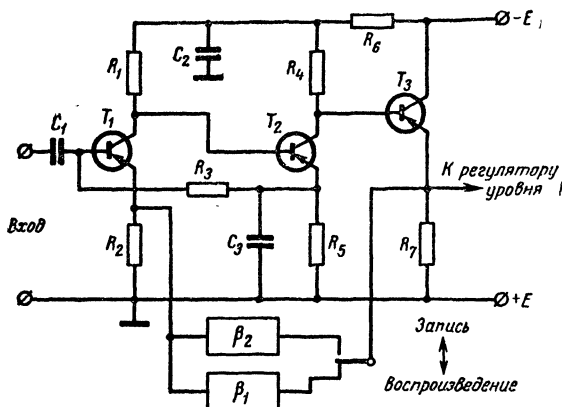 C₂
R₆
-E
R₁
R₄
T₃
C₁
T₁
T₂
R₃
К регулятору
уровня
Вход
R₂
C₃
R₅
R₇
+E
β₂
Запись
β₁
Воспроизведение